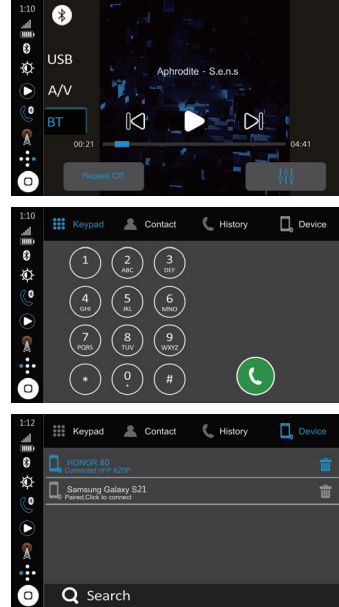 1:10
USB
A/V
BT
Aphrodite - S.e.n.s
00:21
04:41
Repeat Off
1:10
Keypad
Contact
History
Device
1
2
ABC
3
DEF
4
GHI
5
JKL
6
MNO
7
PQRS
8
TUV
9
WXYZ
*
0
+
#
1:12
Keypad
Contact
History
Device
HONOR 80
Connected HFP A2DP
Samsung Galaxy S21
Paired,Click to connect
Search